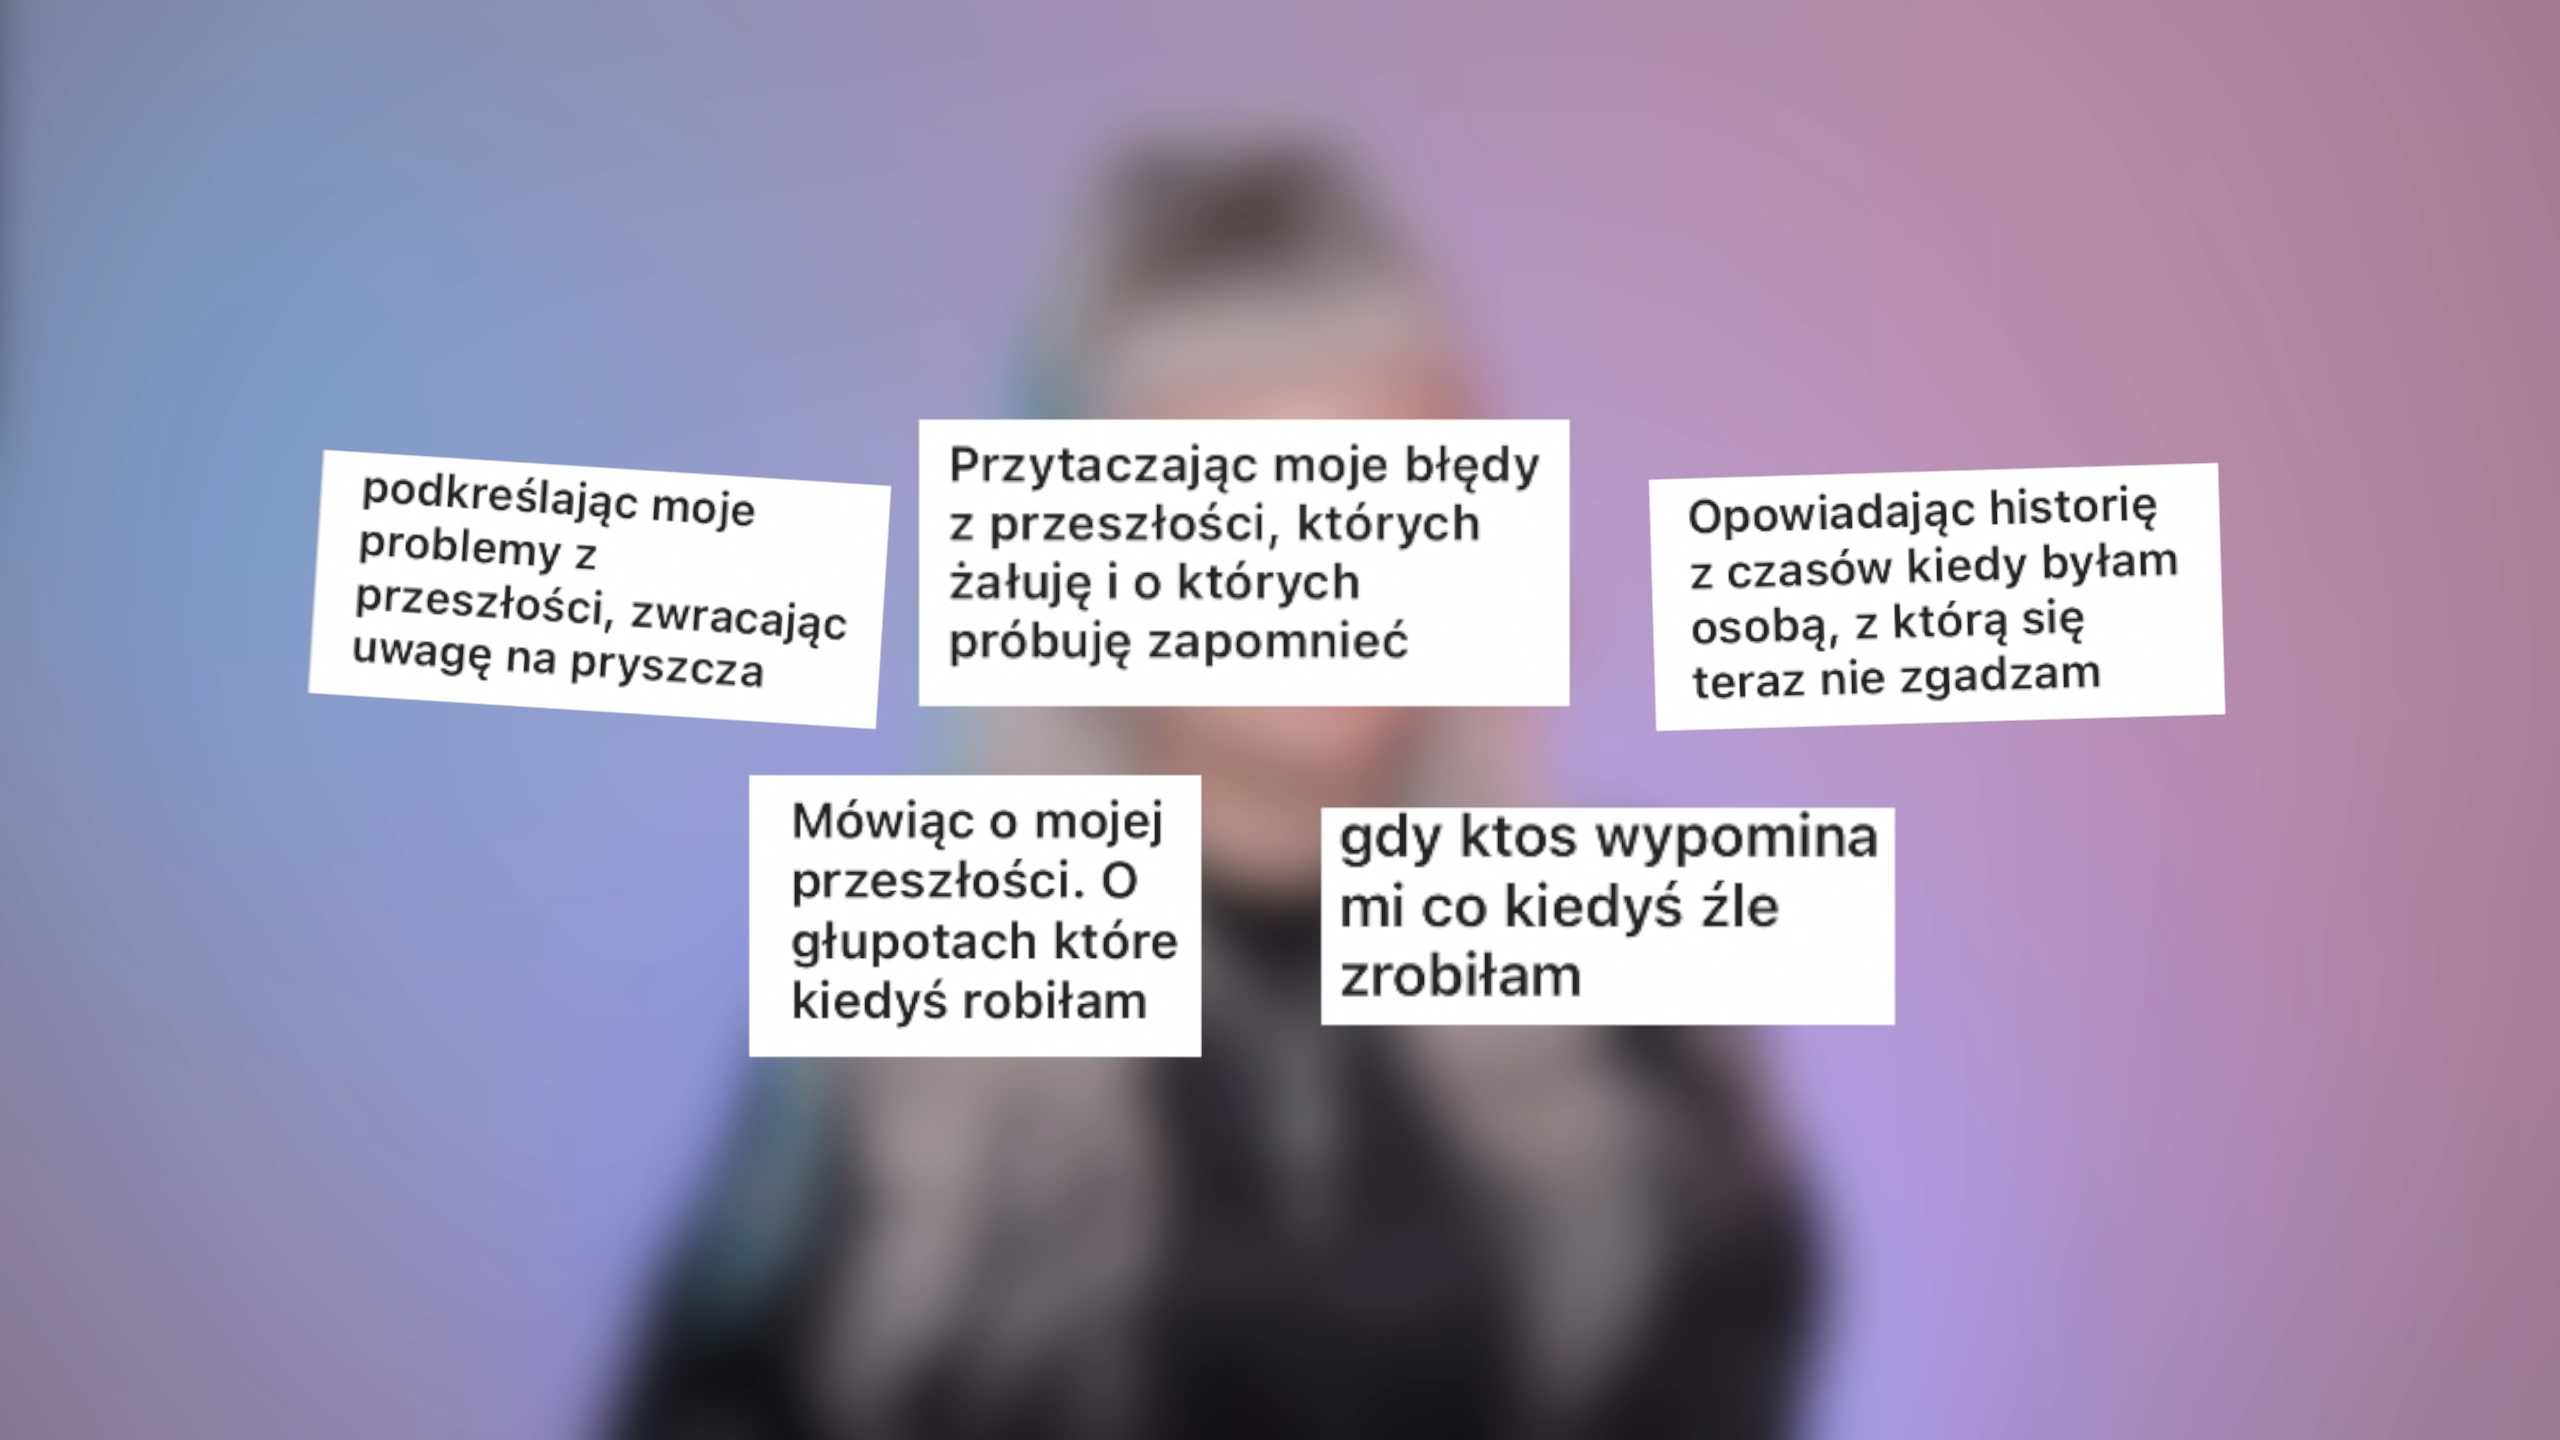 podkreślając moje
problemy z
przeszłości, zwracając
uwagę na pryszcza
Przytaczając moje błędy
z przeszłości, których
żałuję i o których
próbuję zapomnieć
Opowiadając historię
z czasów kiedy byłam
osobą, z którą się
teraz nie zgadzam
Mówiąc o mojej
przeszłości. O
głupotach które
kiedyś robiłam
gdy ktos wypomina
mi co kiedyś źle
zrobiłam